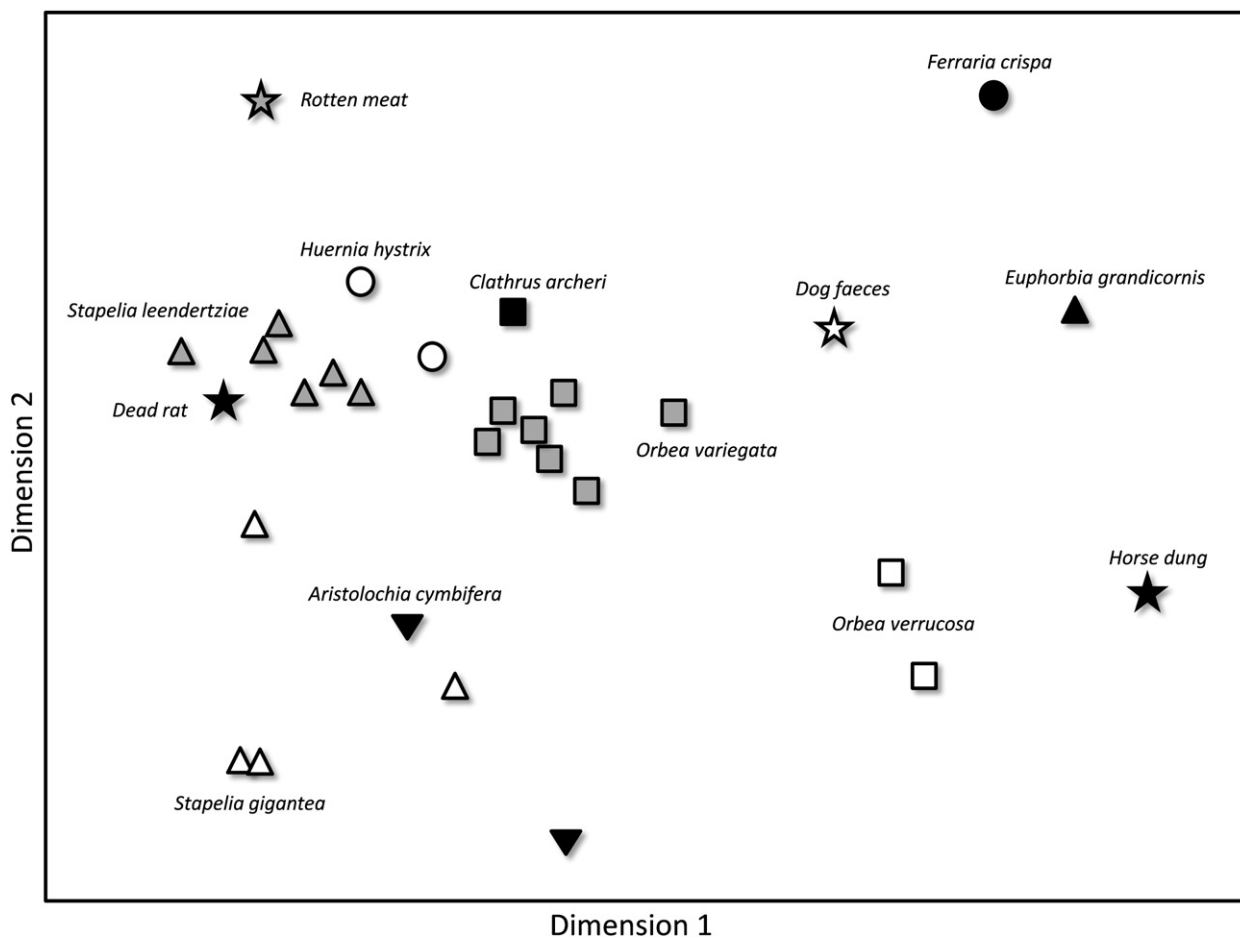 Ferraria crispa
Rotten meat
Huernia hystrix
Clathrus archeri
Euphorbia grandicornis
Dog faeces
Stapelia leendertziae
Dead rat
Orbea variegata
Dimension 2
Horse dung
Aristolochia cymbifera
Orbea verrucosa
Stapelia gigantea
Dimension 1